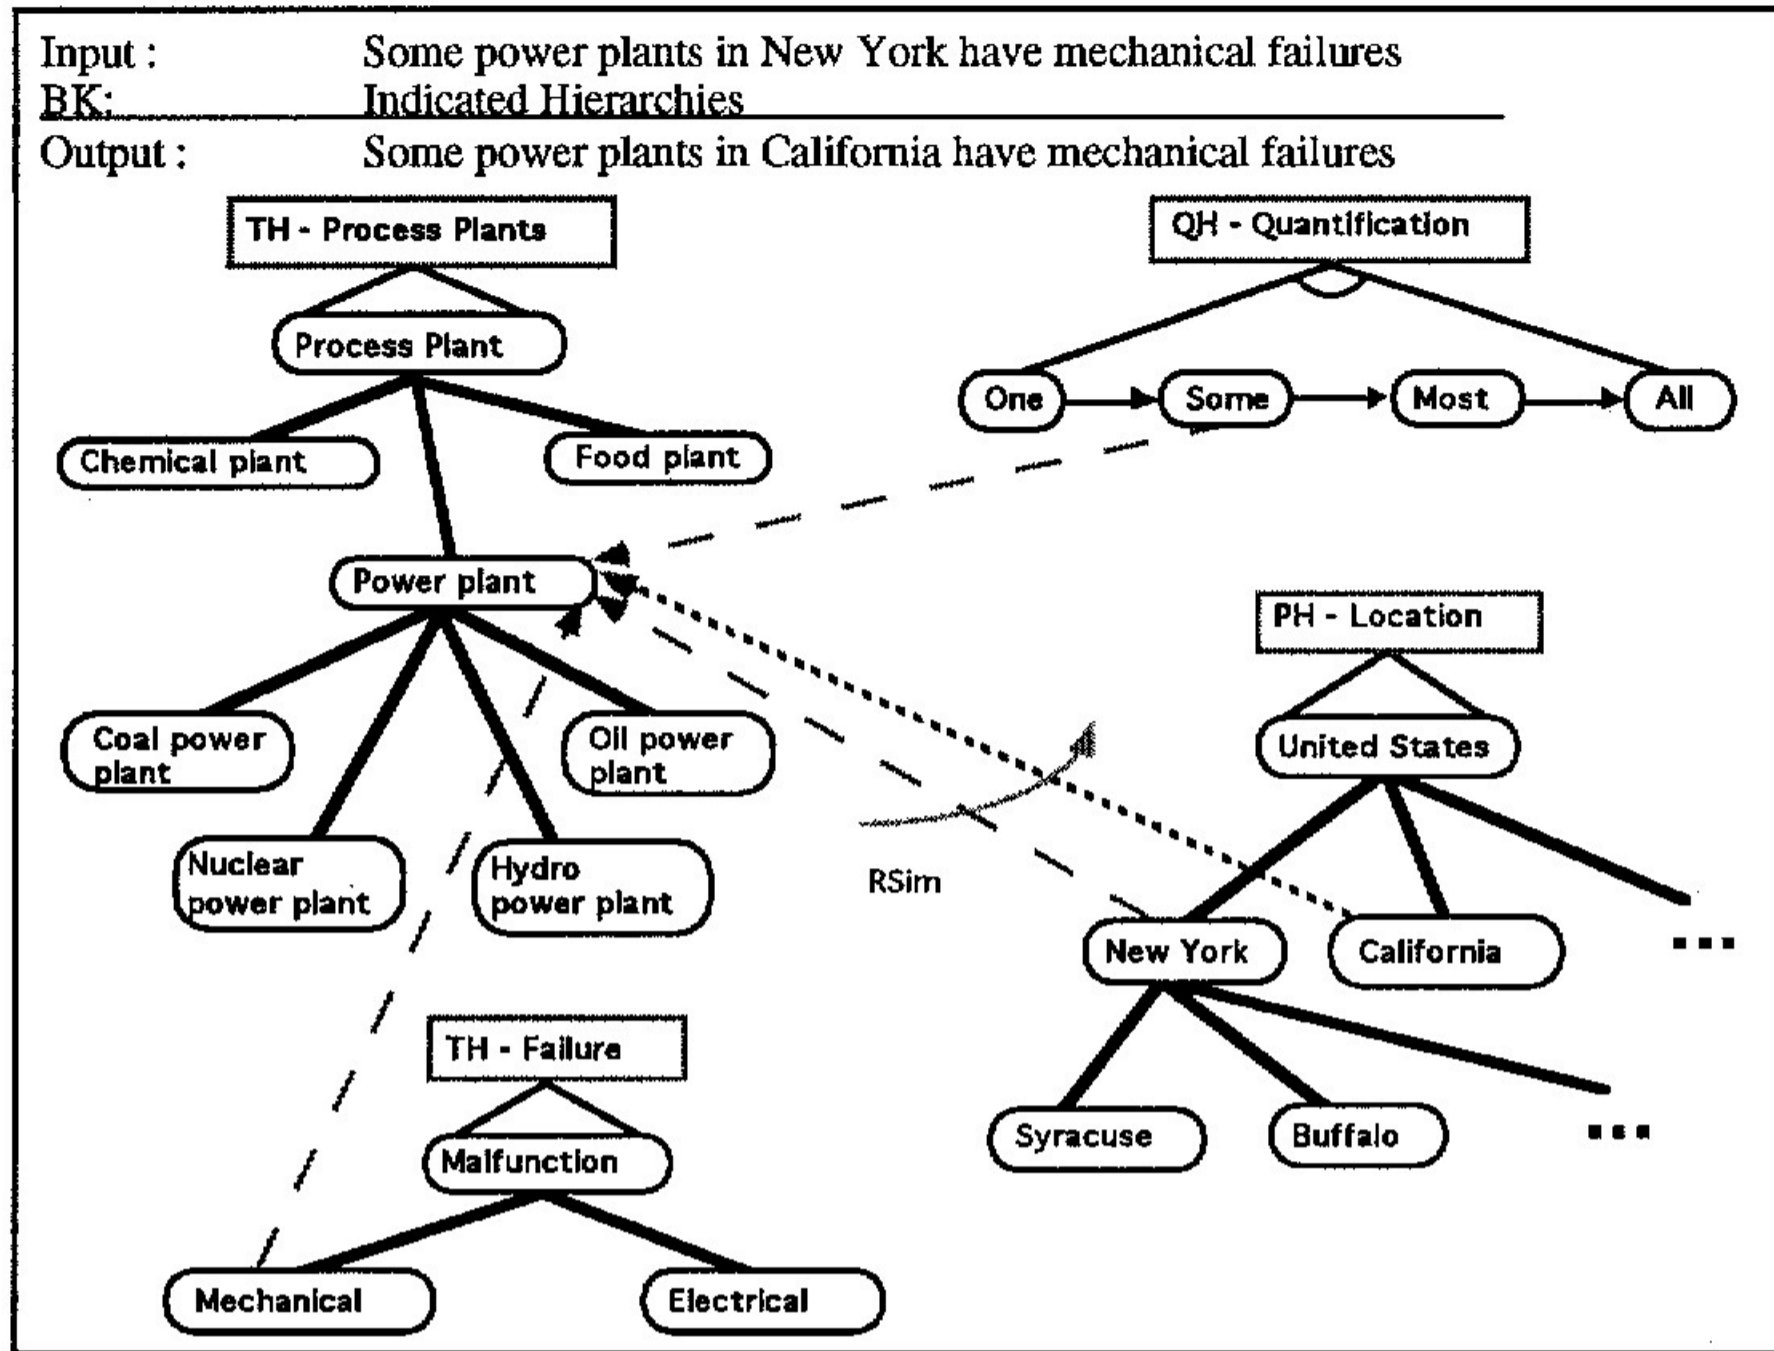 Input : Some power plants in New York have mechanical failures
BK: Indicated Hierarchies
Output : Some power plants in California have mechanical failures
TH - Process Plants
QH - Quantification
Process Plant
One
Some
Most
All
Chemical plant
Food plant
Power plant
PH - Location
Coal power
plant
Oil power
plant
United States
Nuclear
power plant
Hydro
power plant
RSim
New York
California
...
TH - Failure
Malfunction
Syracuse
Buffalo
...
Mechanical
Electrical